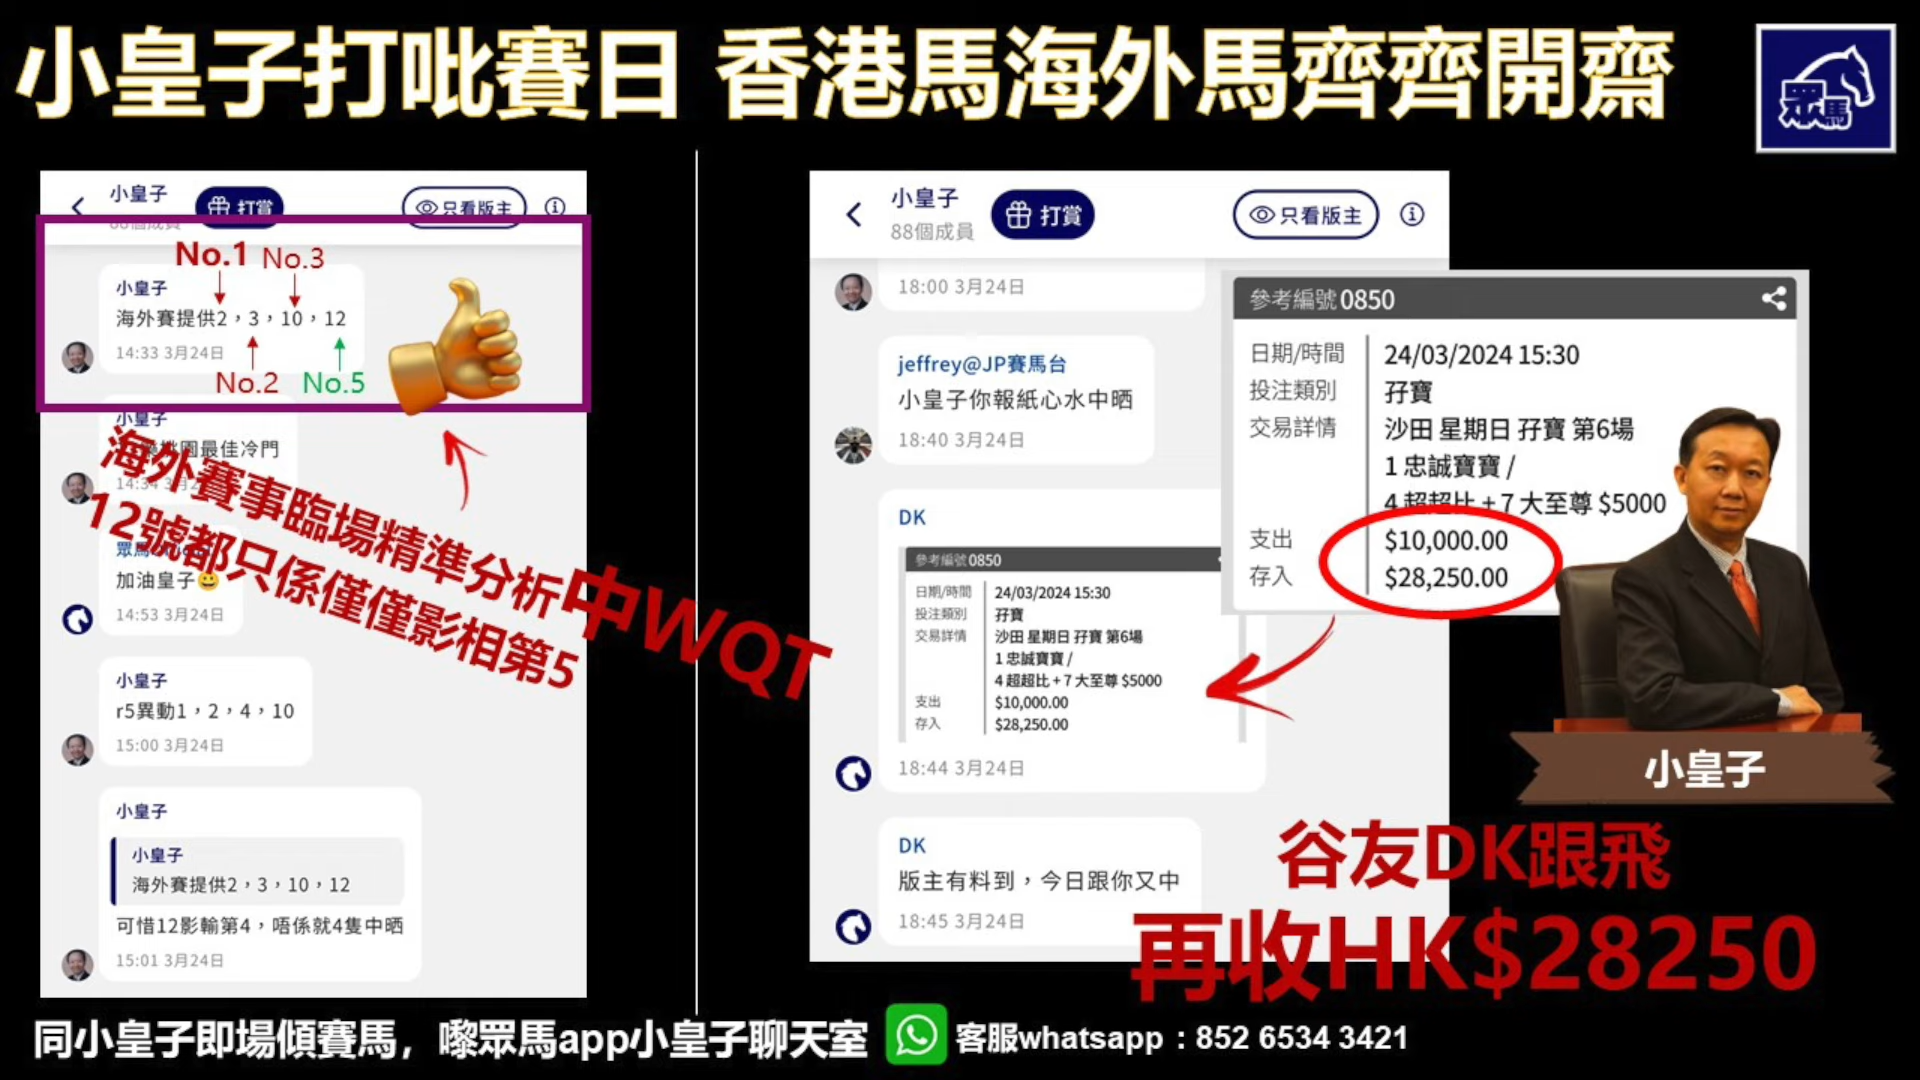 小皇子打吡賽日 香港馬海外馬齊齊開齋
眾馬
小皇子
打賞
只看版主
88個成員
No.1 No.3
小皇子
海外賽提供2，3，10，12
14:33 3月24日
No.2 No.5
小皇子
園最佳冷門
14:34 3月2
海外賽事臨場精準分析中WQT
12號都只係僅僅影相第5
加油皇子😀
14:53 3月24日
小皇子
r5異動1，2，4，10
15:00 3月24日
小皇子
小皇子
海外賽提供2，3，10，12
可惜12影輸第4，唔係就4隻中晒
15:01 3月24日
小皇子
88個成員
打賞
只看版主
18:00 3月24日
jeffrey@JP賽馬台
小皇子你報紙心水中晒
18:40 3月24日
DK
參考編號0850
日期/時間 24/03/2024 15:30
投注類別 孖寶
交易詳情 沙田 星期日 孖寶 第6場
1 忠誠寶寶 /
4 超超比 + 7 大至尊 $5000
支出 $10,000.00
存入 $28,250.00
18:44 3月24日
DK
版主有料到，今日跟你又中
18:45 3月24日
參考編號0850
日期/時間 24/03/2024 15:30
投注類別 孖寶
交易詳情 沙田 星期日 孖寶 第6場
1 忠誠寶寶 /
4 超超比 + 7 大至尊 $5000
支出 $10,000.00
存入 $28,250.00
小皇子
谷友DK跟飛
再收HK$28250
同小皇子即場傾賽馬，嚟眾馬app小皇子聊天室
客服whatsapp：852 6534 3421